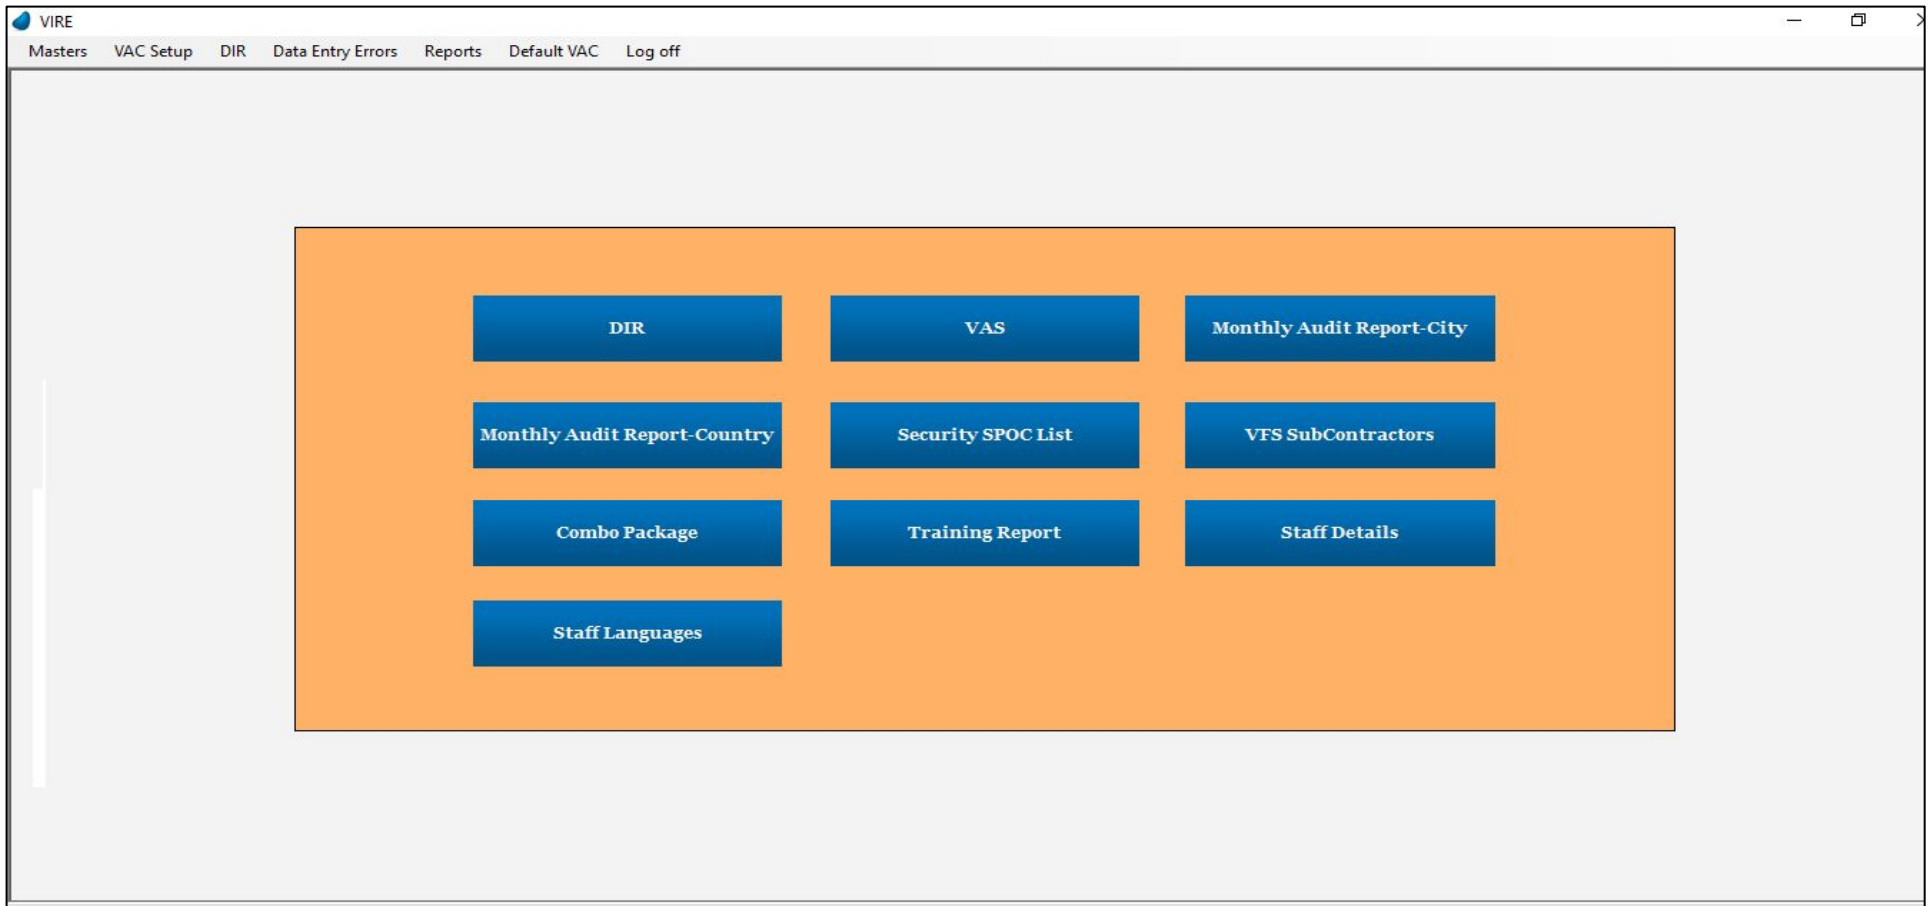 VIRE
Masters VAC Setup DIR Data Entry Errors Reports Default VAC Log off
DIR VAS Monthly Audit Report-City
Monthly Audit Report-Country Security SPOC List VFS SubContractors
Combo Package Training Report Staff Details
Staff Languages